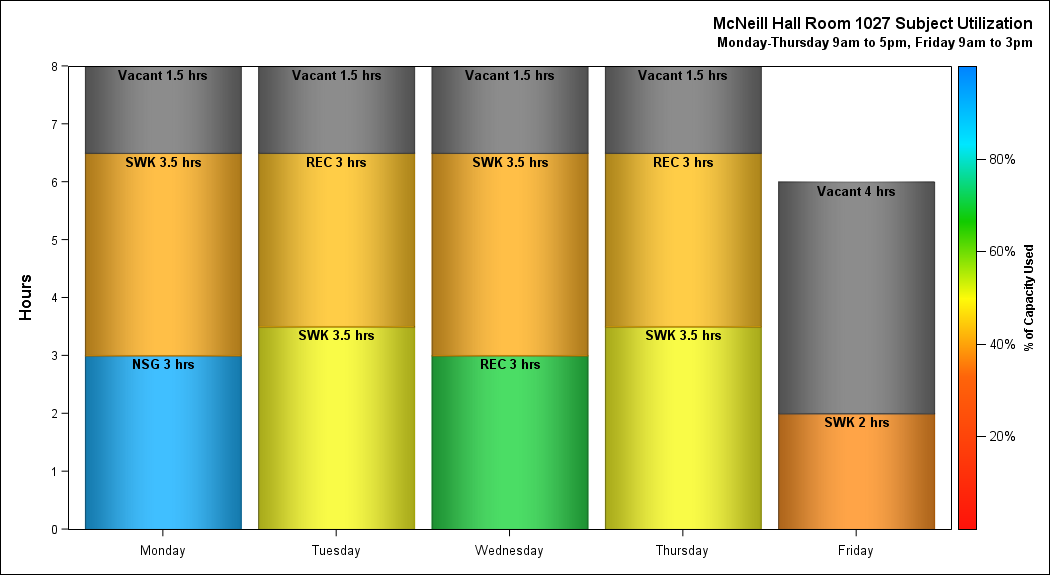 McNeill Hall Room 1027 Subject Utilization
Monday-Thursday 9am to 5pm, Friday 9am to 3pm
Hours
8
7
6
5
4
3
2
1
0
Vacant 1.5 hrs
SWK 3.5 hrs
NSG 3 hrs
Vacant 1.5 hrs
REC 3 hrs
SWK 3.5 hrs
Vacant 1.5 hrs
SWK 3.5 hrs
REC 3 hrs
Vacant 1.5 hrs
REC 3 hrs
SWK 3.5 hrs
Vacant 4 hrs
SWK 2 hrs
Monday
Tuesday
Wednesday
Thursday
Friday
80%
60%
40%
20%
% of Capacity Used